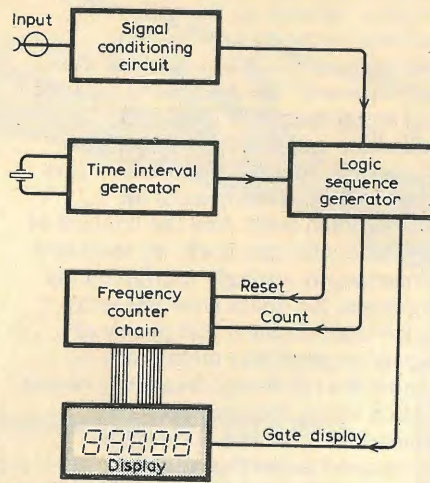 Input
Signal
conditioning
circuit
Time interval
generator
Logic
sequence
generator
Frequency
counter
chain
Reset
Count
88888
Display
Gate display